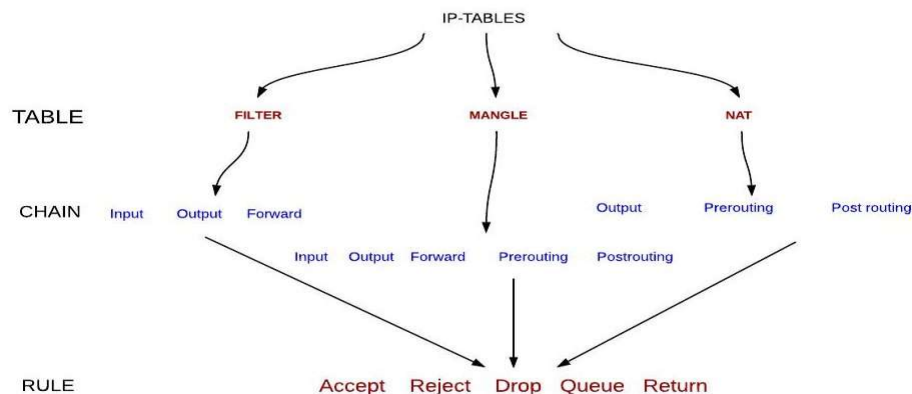 IP-TABLES
TABLE FILTER MANGLE NAT
CHAIN Input Output Forward Output Prerouting Post routing
Input Output Forward Prerouting Postrouting
RULE Accept Reject Drop Queue Return